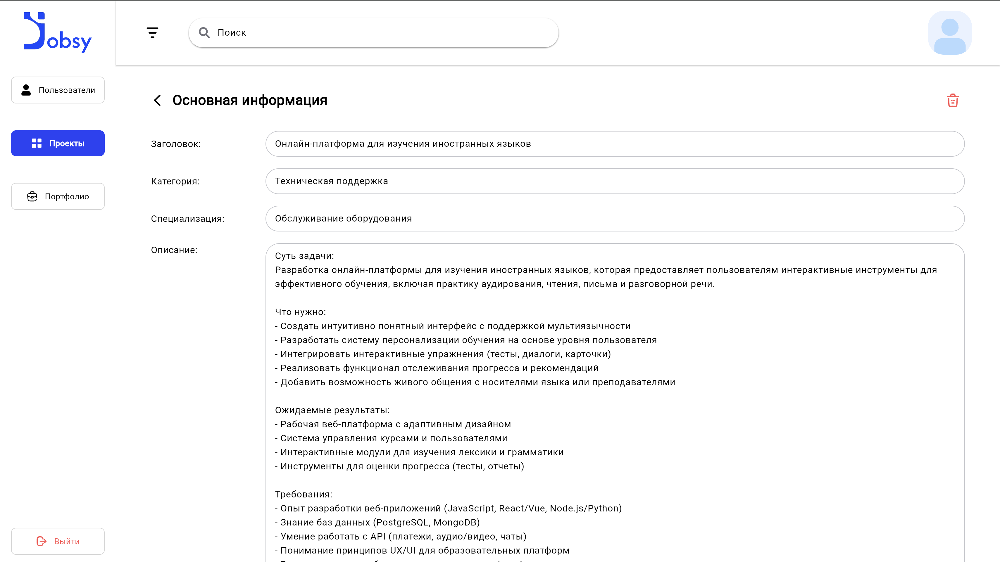 Jobsy
Поиск
Пользователи
Проекты
Портфолио
Выйти
Основная информация
Заголовок:
Онлайн-платформа для изучения иностранных языков
Категория:
Техническая поддержка
Специализация:
Обслуживание оборудования
Описание:
Суть задачи:
Разработка онлайн-платформы для изучения иностранных языков, которая предоставляет пользователям интерактивные инструменты для
эффективного обучения, включая практику аудирования, чтения, письма и разговорной речи.
Что нужно:
- Создать интуитивно понятный интерфейс с поддержкой мультиязычности
- Разработать систему персонализации обучения на основе уровня пользователя
- Интегрировать интерактивные упражнения (тесты, диалоги, карточки)
- Реализовать функционал отслеживания прогресса и рекомендаций
- Добавить возможность живого общения с носителями языка или преподавателями
Ожидаемые результаты:
- Рабочая веб-платформа с адаптивным дизайном
- Система управления курсами и пользователями
- Интерактивные модули для изучения лексики и грамматики
- Инструменты для оценки прогресса (тесты, отчеты)
Требования:
- Опыт разработки веб-приложений (JavaScript, React/Vue, Node.js/Python)
- Знание баз данных (PostgreSQL, MongoDB)
- Умение работать с API (платежи, аудио/видео, чаты)
- Понимание принципов UX/UI для образовательных платформ